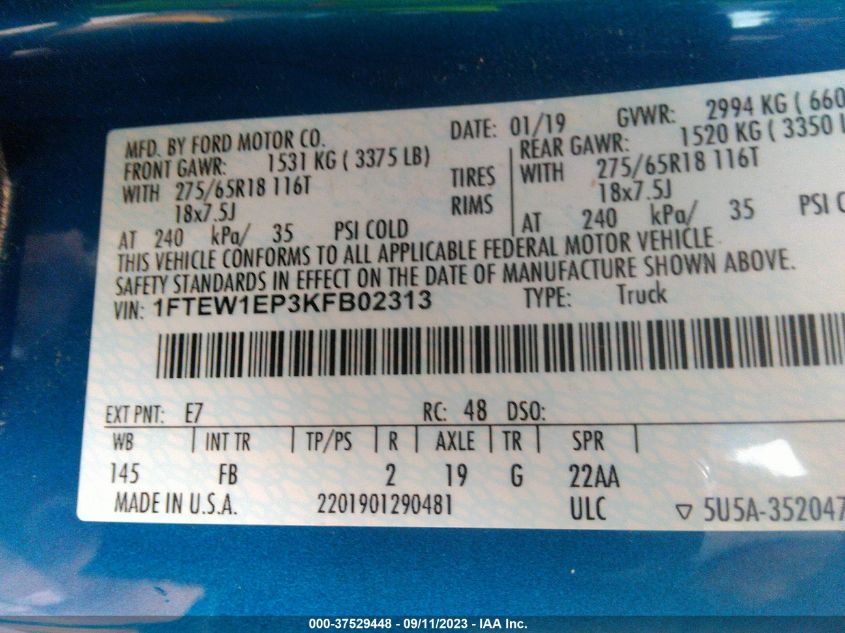 MFD. BY FORD MOTOR CO. DATE: 01/19 GVWR: 2994 KG ( 660
FRONT GAWR: 1531 KG ( 3375 LB) REAR GAWR: 1520 KG ( 3350 L
WITH 275/65R18 116T TIRES WITH 275/65R18 116T
18x7.5J RIMS 18x7.5J
AT 240 kPa/ 35 PSI COLD AT 240 kPa/ 35 PSI C
THIS VEHICLE CONFORMS TO ALL APPLICABLE FEDERAL MOTOR VEHICLE
SAFETY STANDARDS IN EFFECT ON THE DATE OF MANUFACTURE SHOWN ABOVE.
VIN: 1FTEW1EP3KFB02313 TYPE: Truck
EXT PNT: E7 RC: 48 DSO:
WB INT TR TP/PS R AXLE TR SPR
145 FB 2 19 G 22AA
MADE IN U.S.A. 2201901290481 ULC ▽ 5U5A-352047
000-37529448 - 09/11/2023 - IAA Inc.